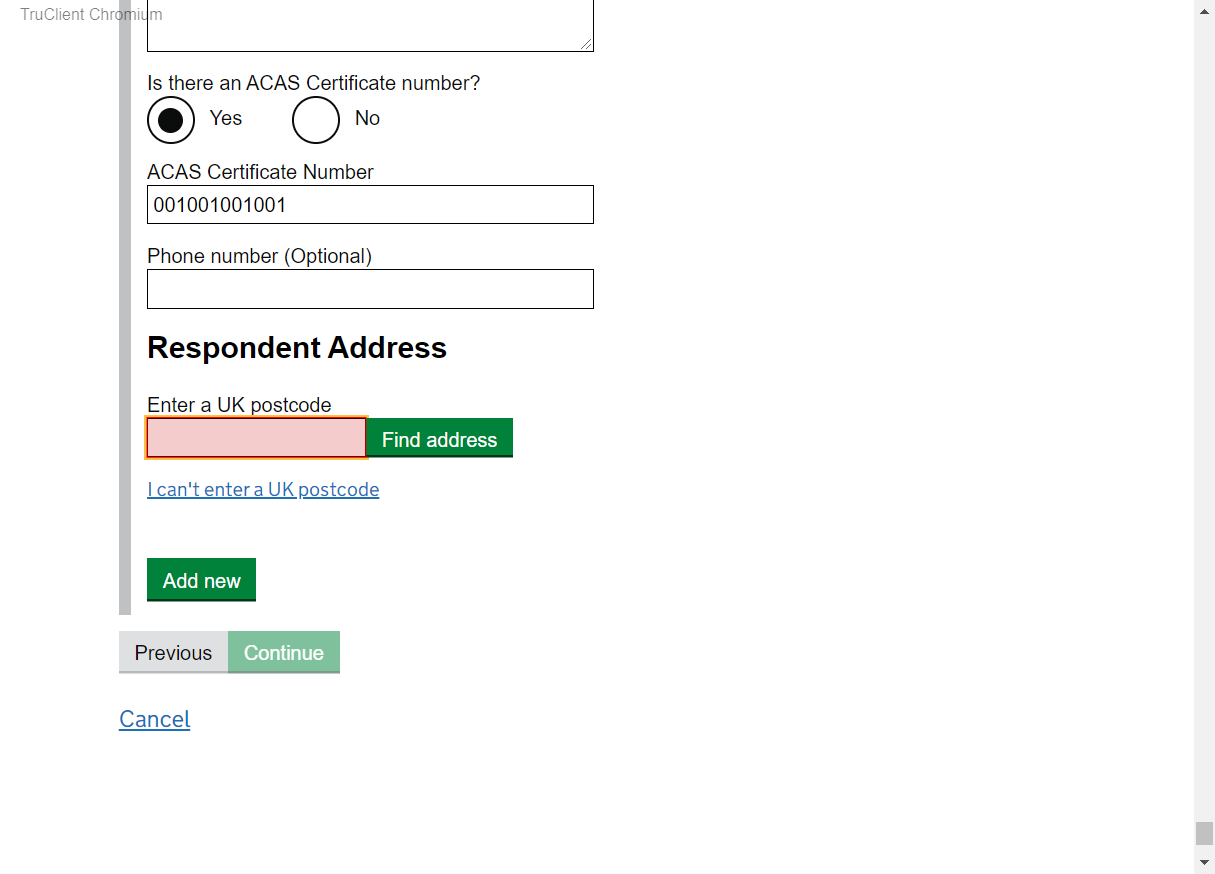 TruClient Chromium
Is there an ACAS Certificate number?
Yes No
ACAS Certificate Number
001001001001
Phone number (Optional)
Respondent Address
Enter a UK postcode
Find address
I can't enter a UK postcode
Add new
Previous Continue
Cancel